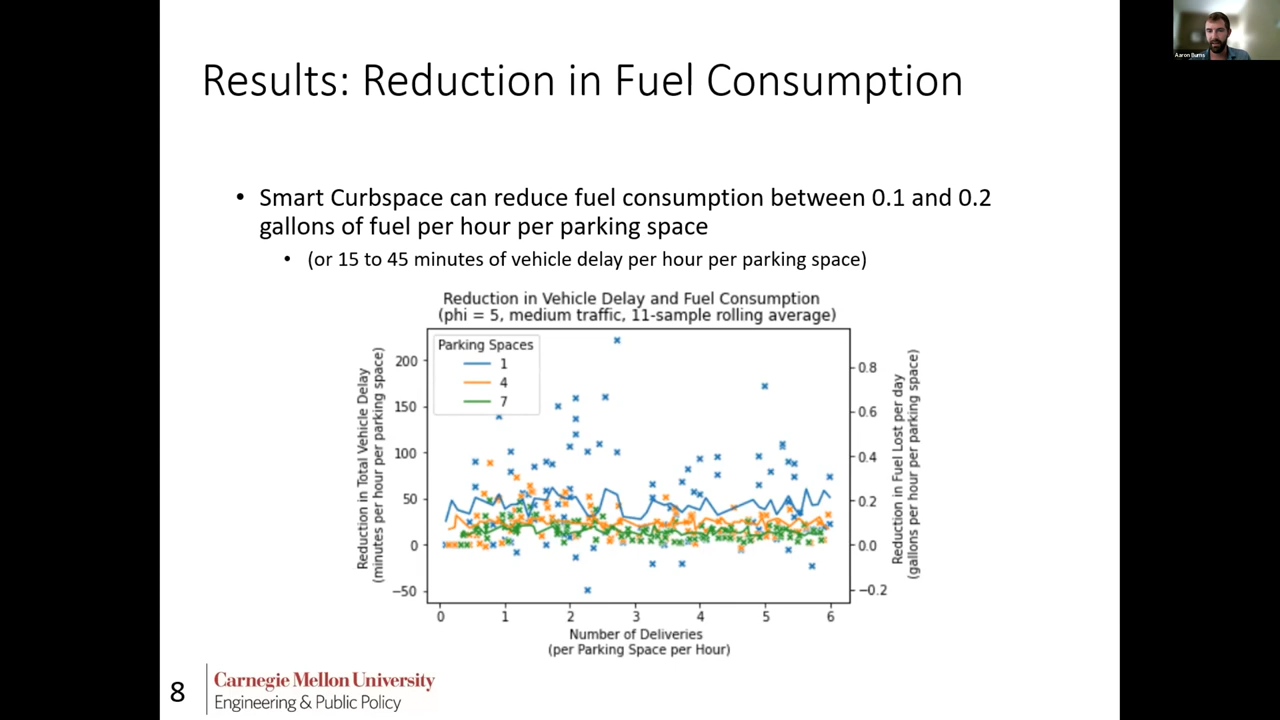 Results: Reduction in Fuel Consumption
Aaron Burns
• Smart Curbspace can reduce fuel consumption between 0.1 and 0.2
gallons of fuel per hour per parking space
• (or 15 to 45 minutes of vehicle delay per hour per parking space)
Reduction in Vehicle Delay and Fuel Consumption
(phi = 5, medium traffic, 11-sample rolling average)
Parking Spaces
1
4
7
Reduction in Total Vehicle Delay
(minutes per hour per parking space)
200
150
100
50
0
−50
0.8
0.6
0.4
0.2
0.0
−0.2
Reduction in Fuel Lost per day
(gallons per hour per parking space)
0 1 2 3 4 5 6
Number of Deliveries
(per Parking Space per Hour)
8
Carnegie Mellon University
Engineering & Public Policy